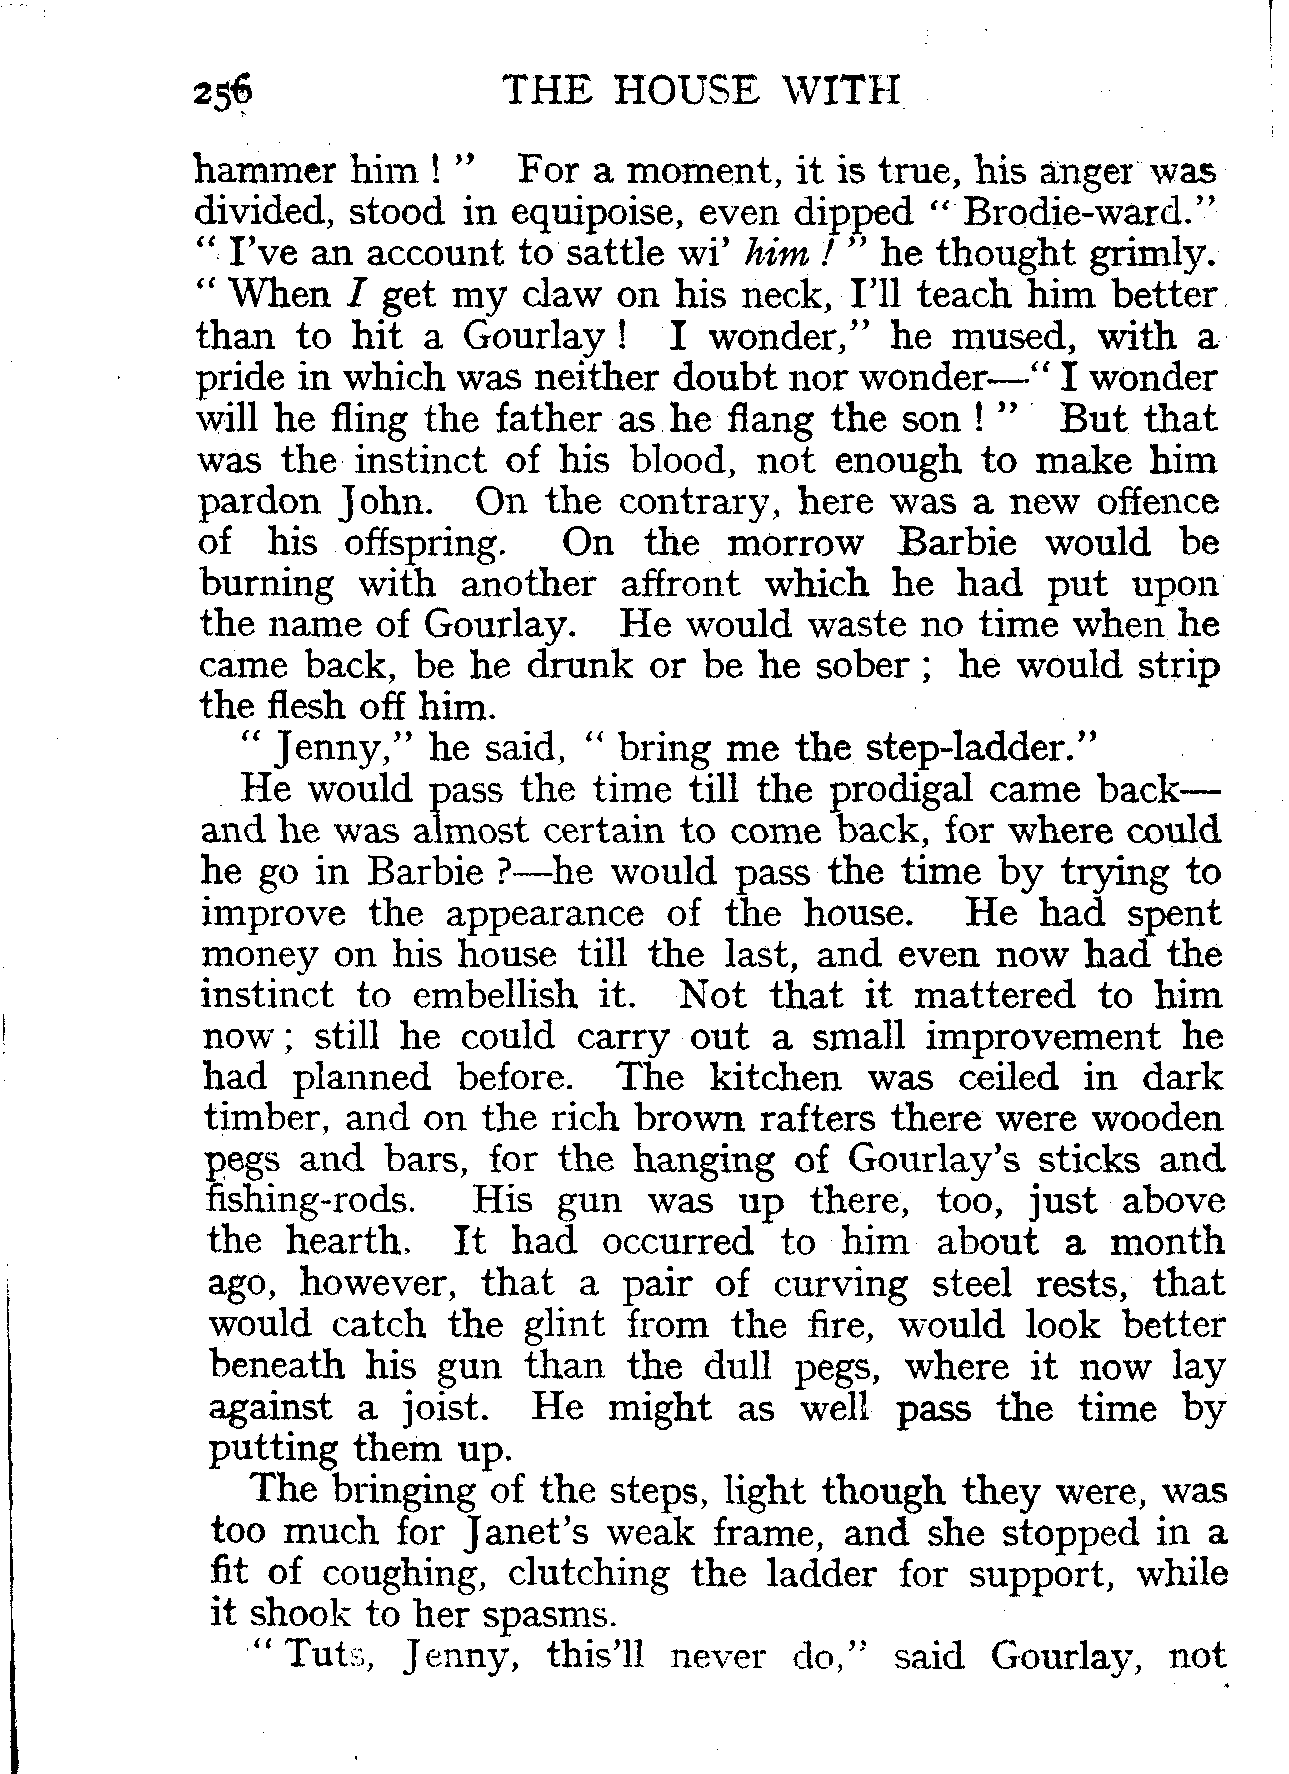 256 THE HOUSE WITH
hammer him ! " For a moment, it is true, his anger was
divided, stood in equipoise, even dipped " Brodie-ward."
" I've an account to sattle wi' him ! " he thought grimly.
" When I get my claw on his neck, I'll teach him better
than to hit a Gourlay ! I wonder," he mused, with a
pride in which was neither doubt nor wonder—" I wonder
will he fling the father as he flang the son ! " But that
was the instinct of his blood, not enough to make him
pardon John. On the contrary, here was a new offence
of his offspring. On the morrow Barbie would be
burning with another affront which he had put upon
the name of Gourlay. He would waste no time when he
came back, be he drunk or be he sober ; he would strip
the flesh off him.
" Jenny," he said, " bring me the step-ladder."
He would pass the time till the prodigal came back—
and he was almost certain to come back, for where could
he go in Barbie ?—he would pass the time by trying to
improve the appearance of the house. He had spent
money on his house till the last, and even now had the
instinct to embellish it. Not that it mattered to him
now ; still he could carry out a small improvement he
had planned before. The kitchen was ceiled in dark
timber, and on the rich brown rafters there were wooden
pegs and bars, for the hanging of Gourlay's sticks and
fishing-rods. His gun was up there, too, just above
the hearth. It had occurred to him about a month
ago, however, that a pair of curving steel rests, that
would catch the glint from the fire, would look better
beneath his gun than the dull pegs, where it now lay
against a joist. He might as well pass the time by
putting them up.
The bringing of the steps, light though they were, was
too much for Janet's weak frame, and she stopped in a
fit of coughing, clutching the ladder for support, while
it shook to her spasms.
" Tuts, Jenny, this'll never do," said Gourlay, not